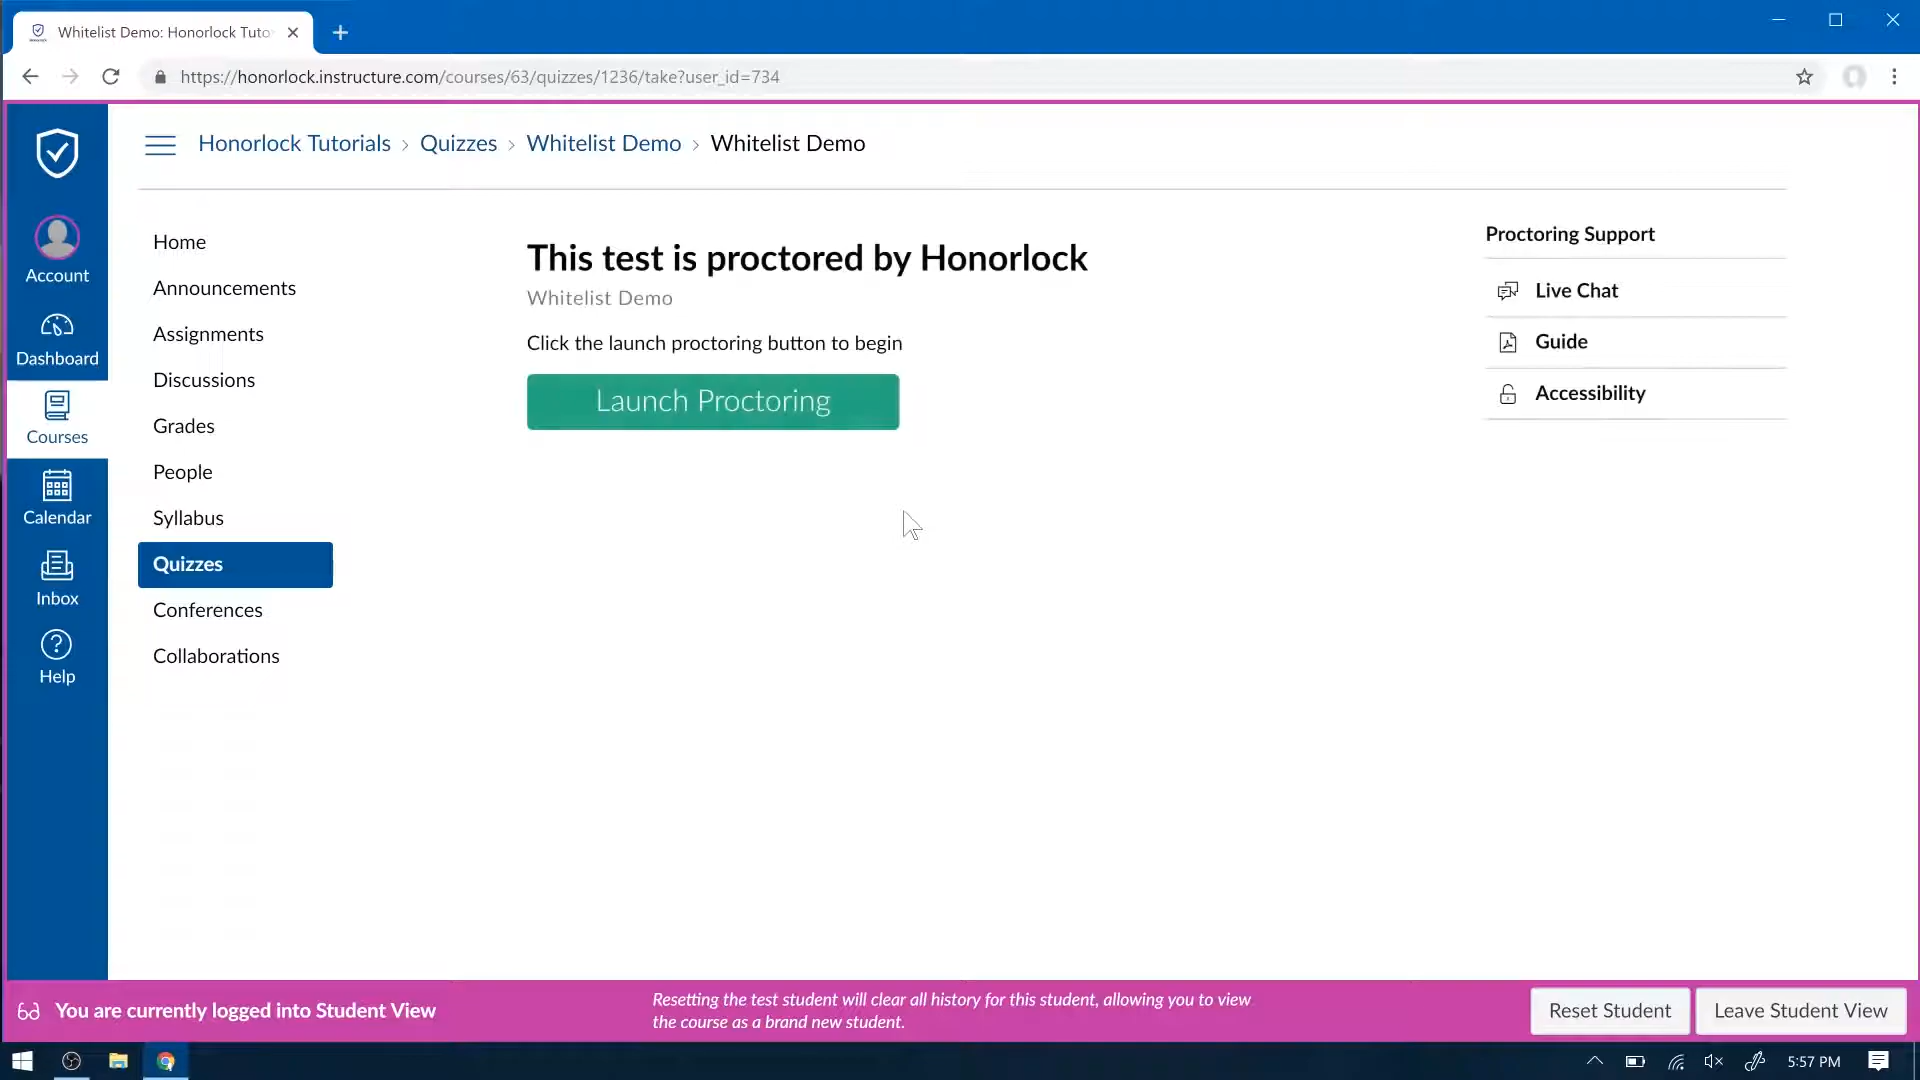 Whitelist Demo: Honorlock Tuto
https://honorlock.instructure.com/courses/63/quizzes/1236/take?user_id=734
Honorlock Tutorials › Quizzes › Whitelist Demo › Whitelist Demo
Account
Dashboard
Courses
Calendar
Inbox
Help
Home
Announcements
Assignments
Discussions
Grades
People
Syllabus
Quizzes
Conferences
Collaborations
This test is proctored by Honorlock
Whitelist Demo
Click the launch proctoring button to begin
Launch Proctoring
Proctoring Support
Live Chat
Guide
Accessibility
You are currently logged into Student View
Resetting the test student will clear all history for this student, allowing you to view
the course as a brand new student.
Reset Student
Leave Student View
5:57 PM